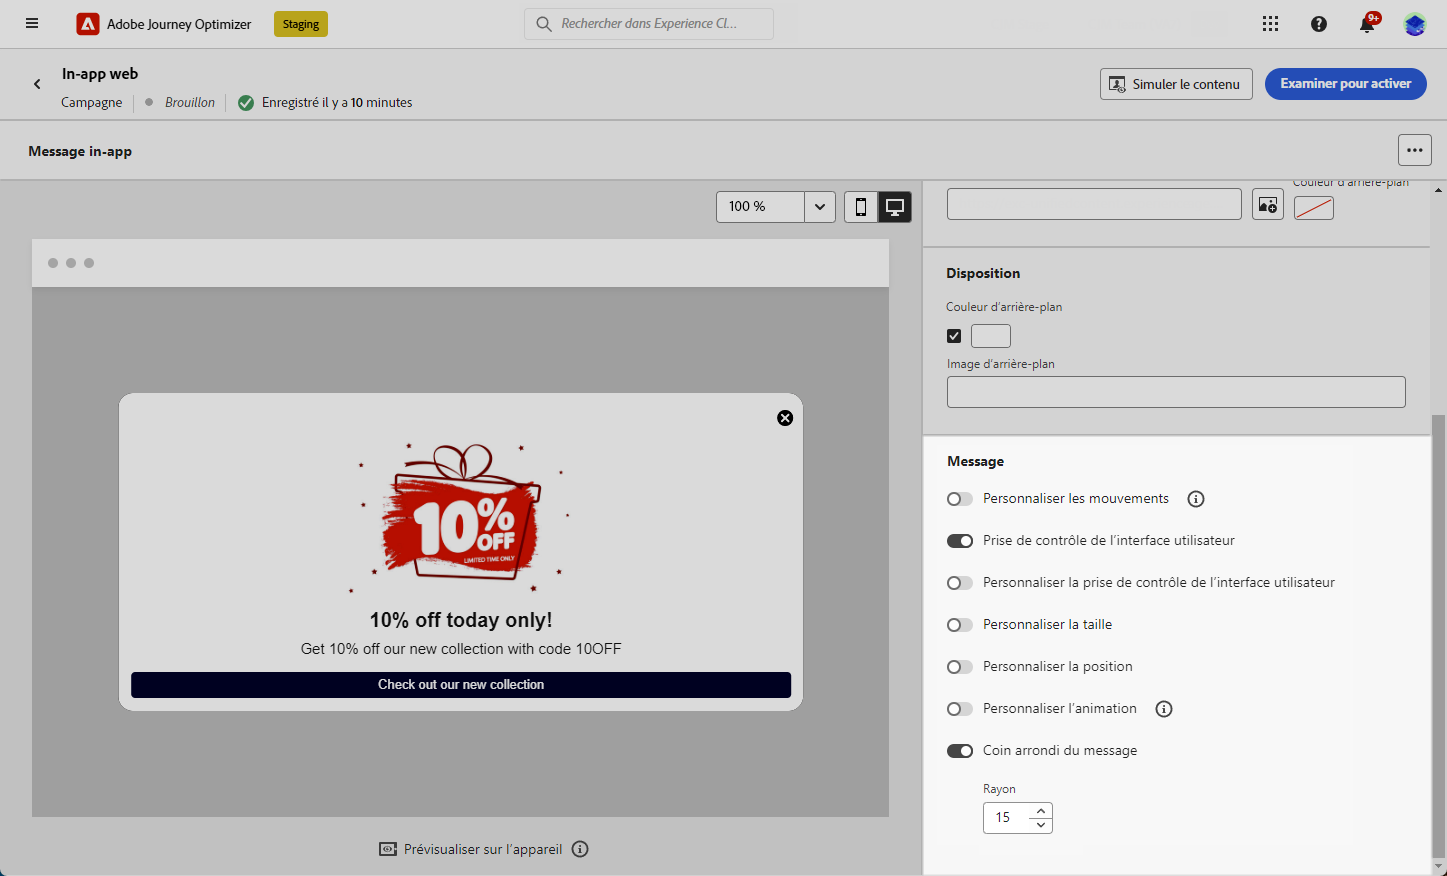 Adobe Journey Optimizer
Staging
Rechercher dans Experience Cl...
9+
In-app web
Campagne
Brouillon
Enregistré il y a 10 minutes
Simuler le contenu
Examiner pour activer
Message in-app
100 %
Couleur d'arrière-plan
Disposition
Couleur d'arrière-plan
Image d'arrière-plan
10% OFF
LIMITED TIME ONLY
10% off today only!
Get 10% off our new collection with code 10OFF
Check out our new collection
Prévisualiser sur l'appareil
Message
Personnaliser les mouvements
Prise de contrôle de l'interface utilisateur
Personnaliser la prise de contrôle de l'interface utilisateur
Personnaliser la taille
Personnaliser la position
Personnaliser l'animation
Coin arrondi du message
Rayon
15